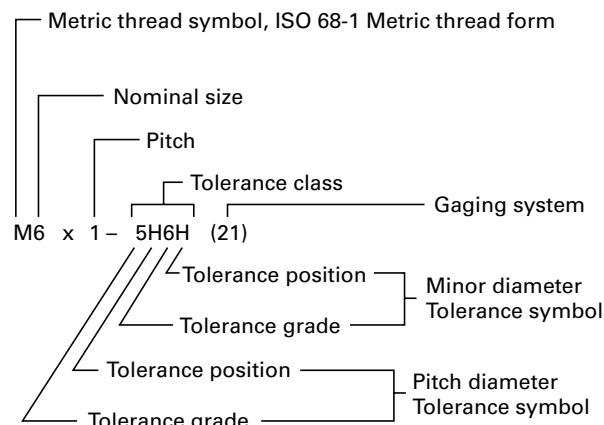 Metric thread symbol, ISO 68-1 Metric thread form
Nominal size
Pitch
Tolerance class
Gaging system
M6 x 1 – 5H6H (21)
Tolerance position
Minor diameter
Tolerance symbol
Tolerance grade
Tolerance position
Pitch diameter
Tolerance symbol
Tolerance grade